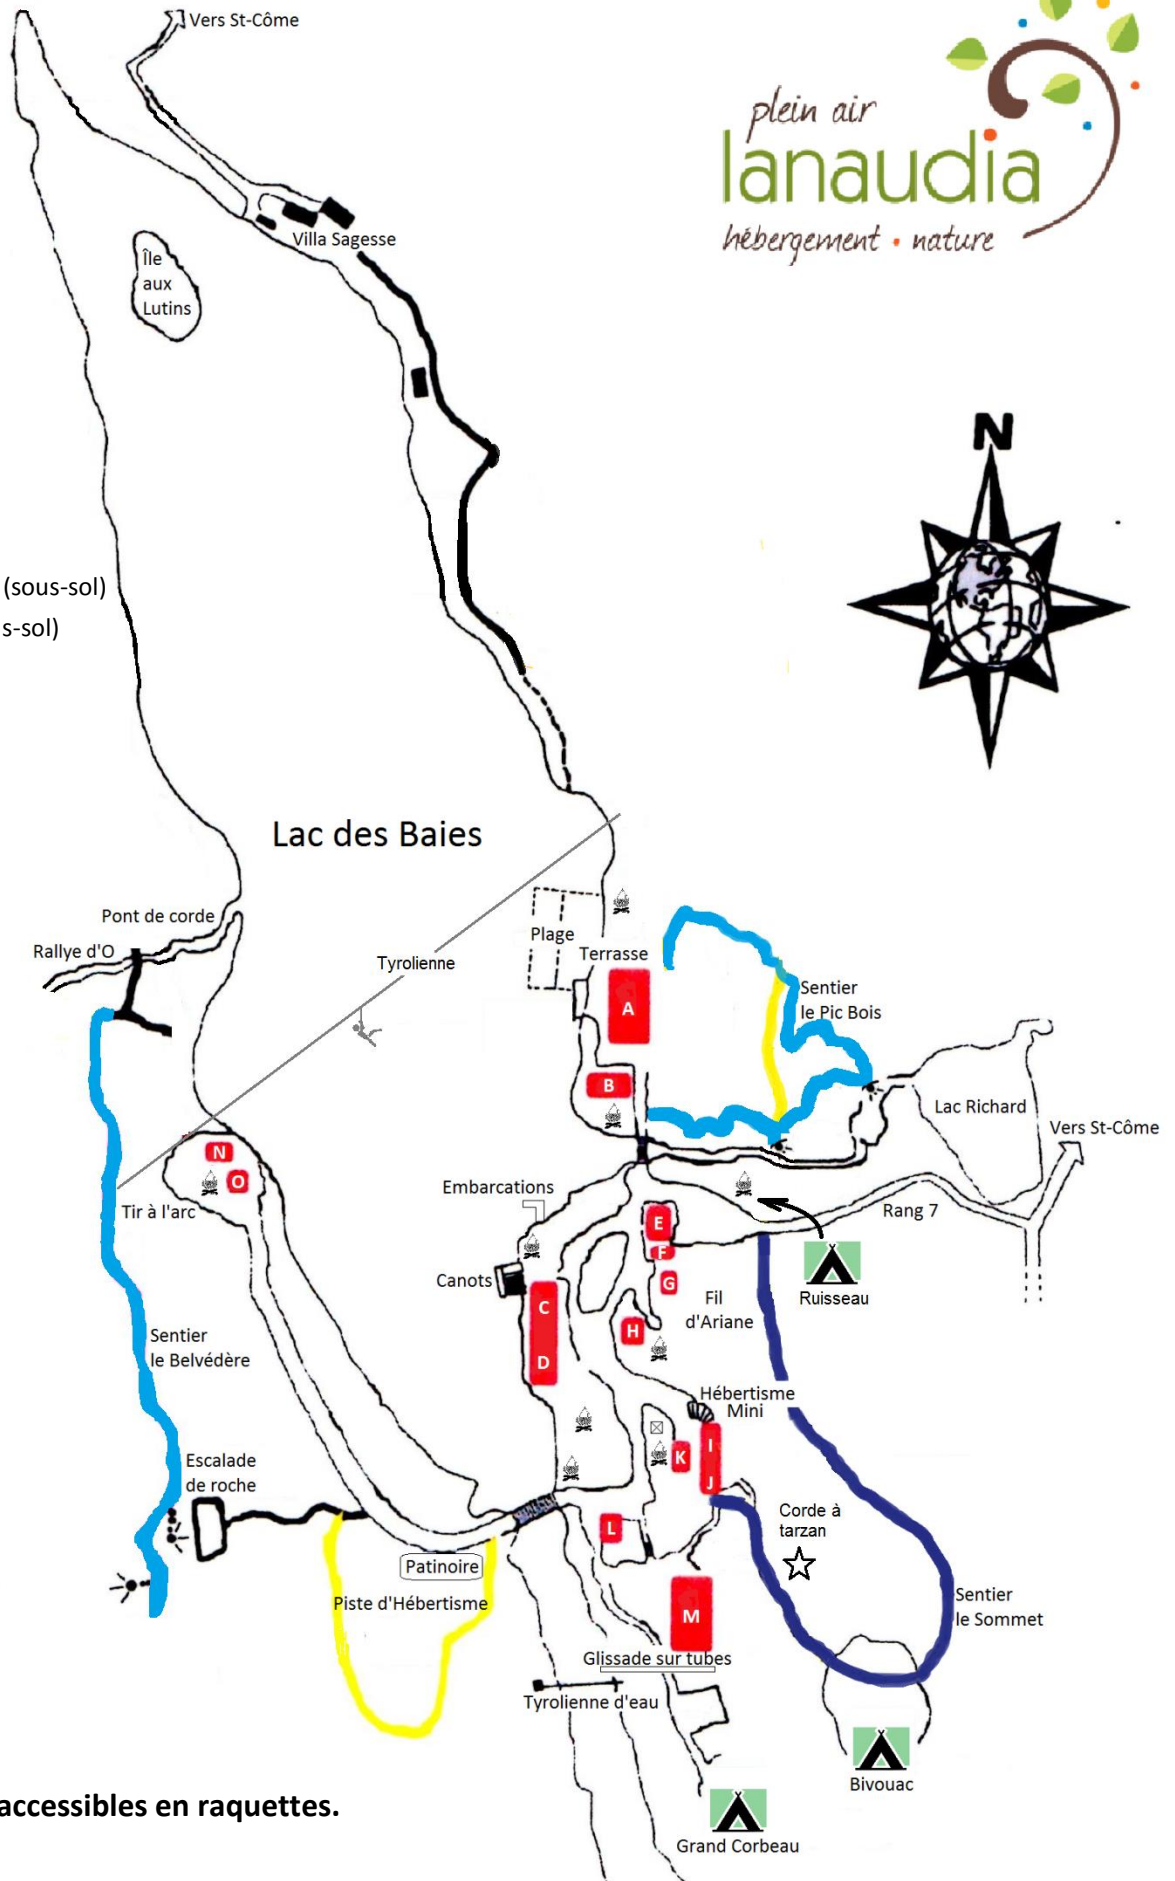 Vers St-Côme
plein air
lanaudia
hébergement • nature
Villa Sagesse
Île
aux
Lutins
N
(sous-sol)
s-sol)
Lac des Baies
Pont de corde
Rallye d'O
Tyrolienne
Plage
Terrasse
A
Sentier
le Pic Bois
B
Lac Richard
Vers St-Côme
N
O
Tir à l'arc
Embarcations
E
F
G
Rang 7
Canots
C
D
H
Fil
d'Ariane
Ruisseau
Sentier
le Belvédère
Hébertisme
Mini
I
J
K
Escalade
de roche
L
Corde à
tarzan
Patinoire
Piste d'Hébertisme
M
Sentier
le Sommet
Glissade sur tubes
Tyrolienne d'eau
Bivouac
accessibles en raquettes.
Grand Corbeau